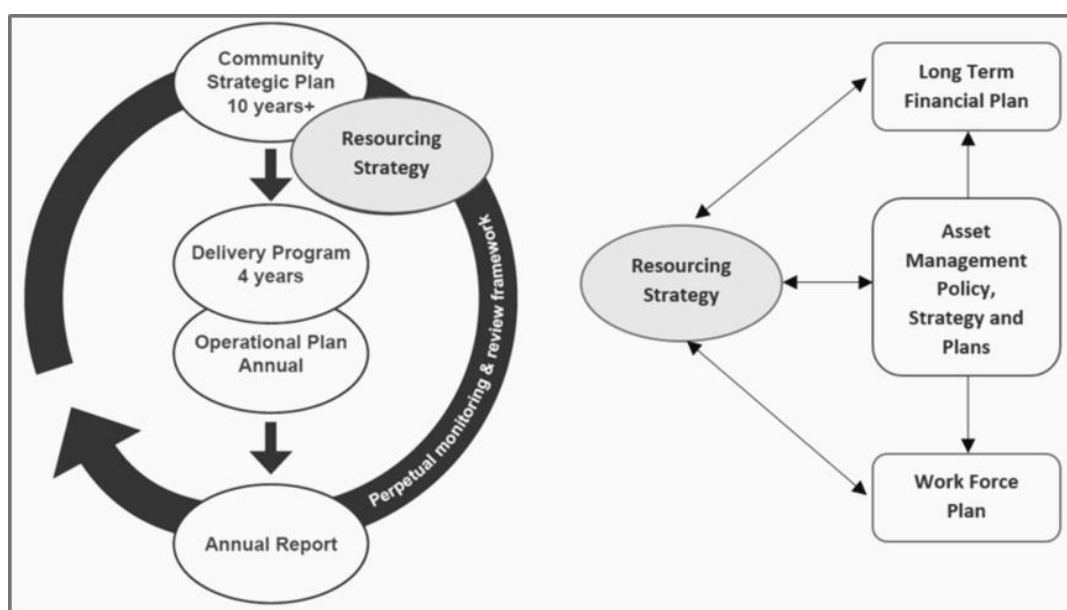 Community
Strategic Plan
10 years+
Resourcing
Strategy
Delivery Program
4 years
Operational Plan
Annual
Annual Report
Perpetual monitoring & review framework
Long Term
Financial Plan
Resourcing
Strategy
Asset
Management
Policy,
Strategy and
Plans
Work Force
Plan